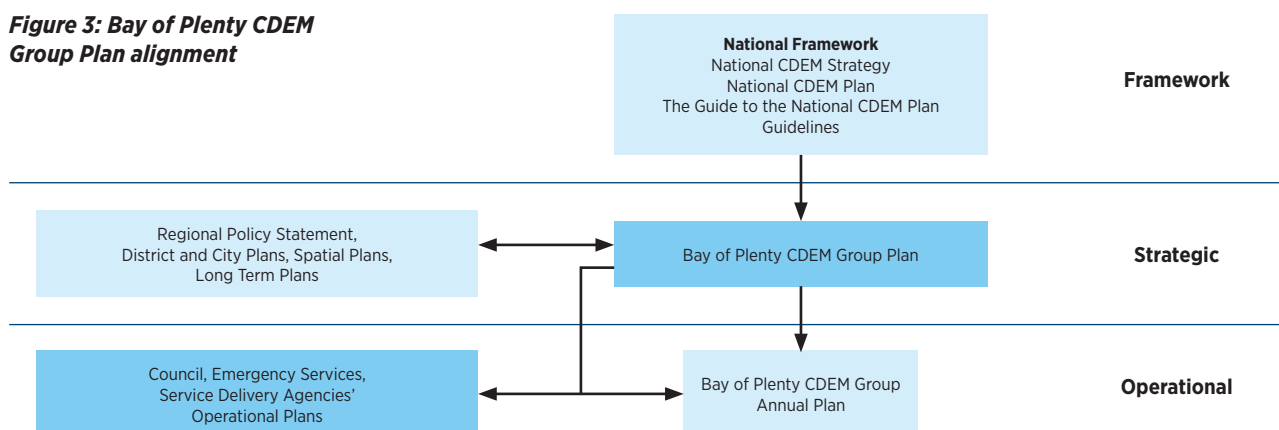 Figure 3: Bay of Plenty CDEM
Group Plan alignment
National Framework
National CDEM Strategy
National CDEM Plan
The Guide to the National CDEM Plan
Guidelines
Framework
Regional Policy Statement,
District and City Plans, Spatial Plans,
Long Term Plans
Bay of Plenty CDEM Group Plan
Strategic
Council, Emergency Services,
Service Delivery Agencies’
Operational Plans
Bay of Plenty CDEM Group
Annual Plan
Operational